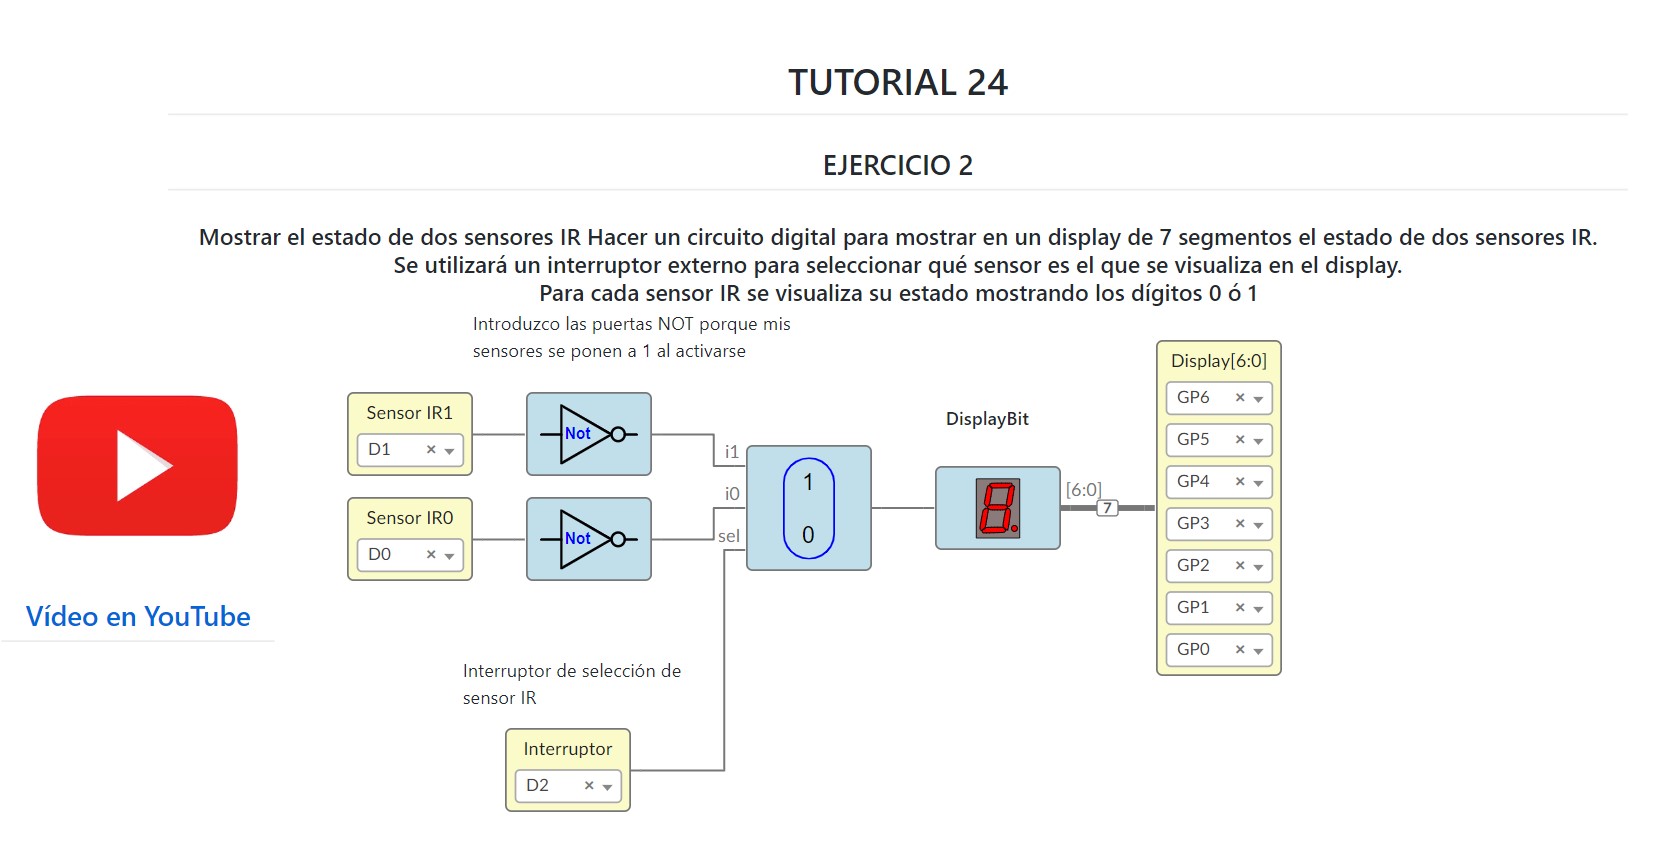 TUTORIAL 24
EJERCICIO 2
Mostrar el estado de dos sensores IR Hacer un circuito digital para mostrar en un display de 7 segmentos el estado de dos sensores IR.
Se utilizará un interruptor externo para seleccionar qué sensor es el que se visualiza en el display.
Para cada sensor IR se visualiza su estado mostrando los dígitos 0 ó 1
Introduzco las puertas NOT porque mis
sensores se ponen a 1 al activarse
Sensor IR1
D1 ×
Not
Sensor IR0
D0 ×
Not
i1
i0
sel
1
0
DisplayBit
8.
[6:0]
7
Display[6:0]
GP6 ×
GP5 ×
GP4 ×
GP3 ×
GP2 ×
GP1 ×
GP0 ×
Vídeo en YouTube
Interruptor de selección de
sensor IR
Interruptor
D2 ×